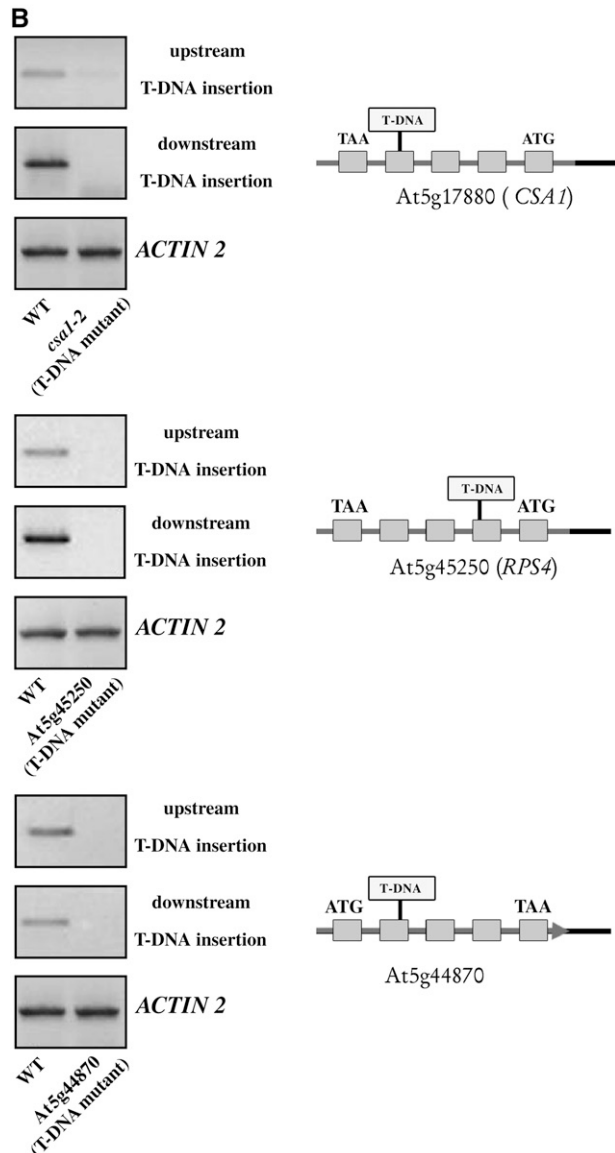 B
upstream
T-DNA insertion
downstream
T-DNA insertion
ACTIN 2
WT
csa1-2
(T-DNA mutant)
T-DNA
TAA
ATG
At5g17880 ( CSA1)
upstream
T-DNA insertion
downstream
T-DNA insertion
ACTIN 2
WT
At5g45250
(T-DNA mutant)
T-DNA
TAA
ATG
At5g45250 (RPS4)
upstream
T-DNA insertion
downstream
T-DNA insertion
ACTIN 2
WT
At5g44870
(T-DNA mutant)
T-DNA
ATG
TAA
At5g44870